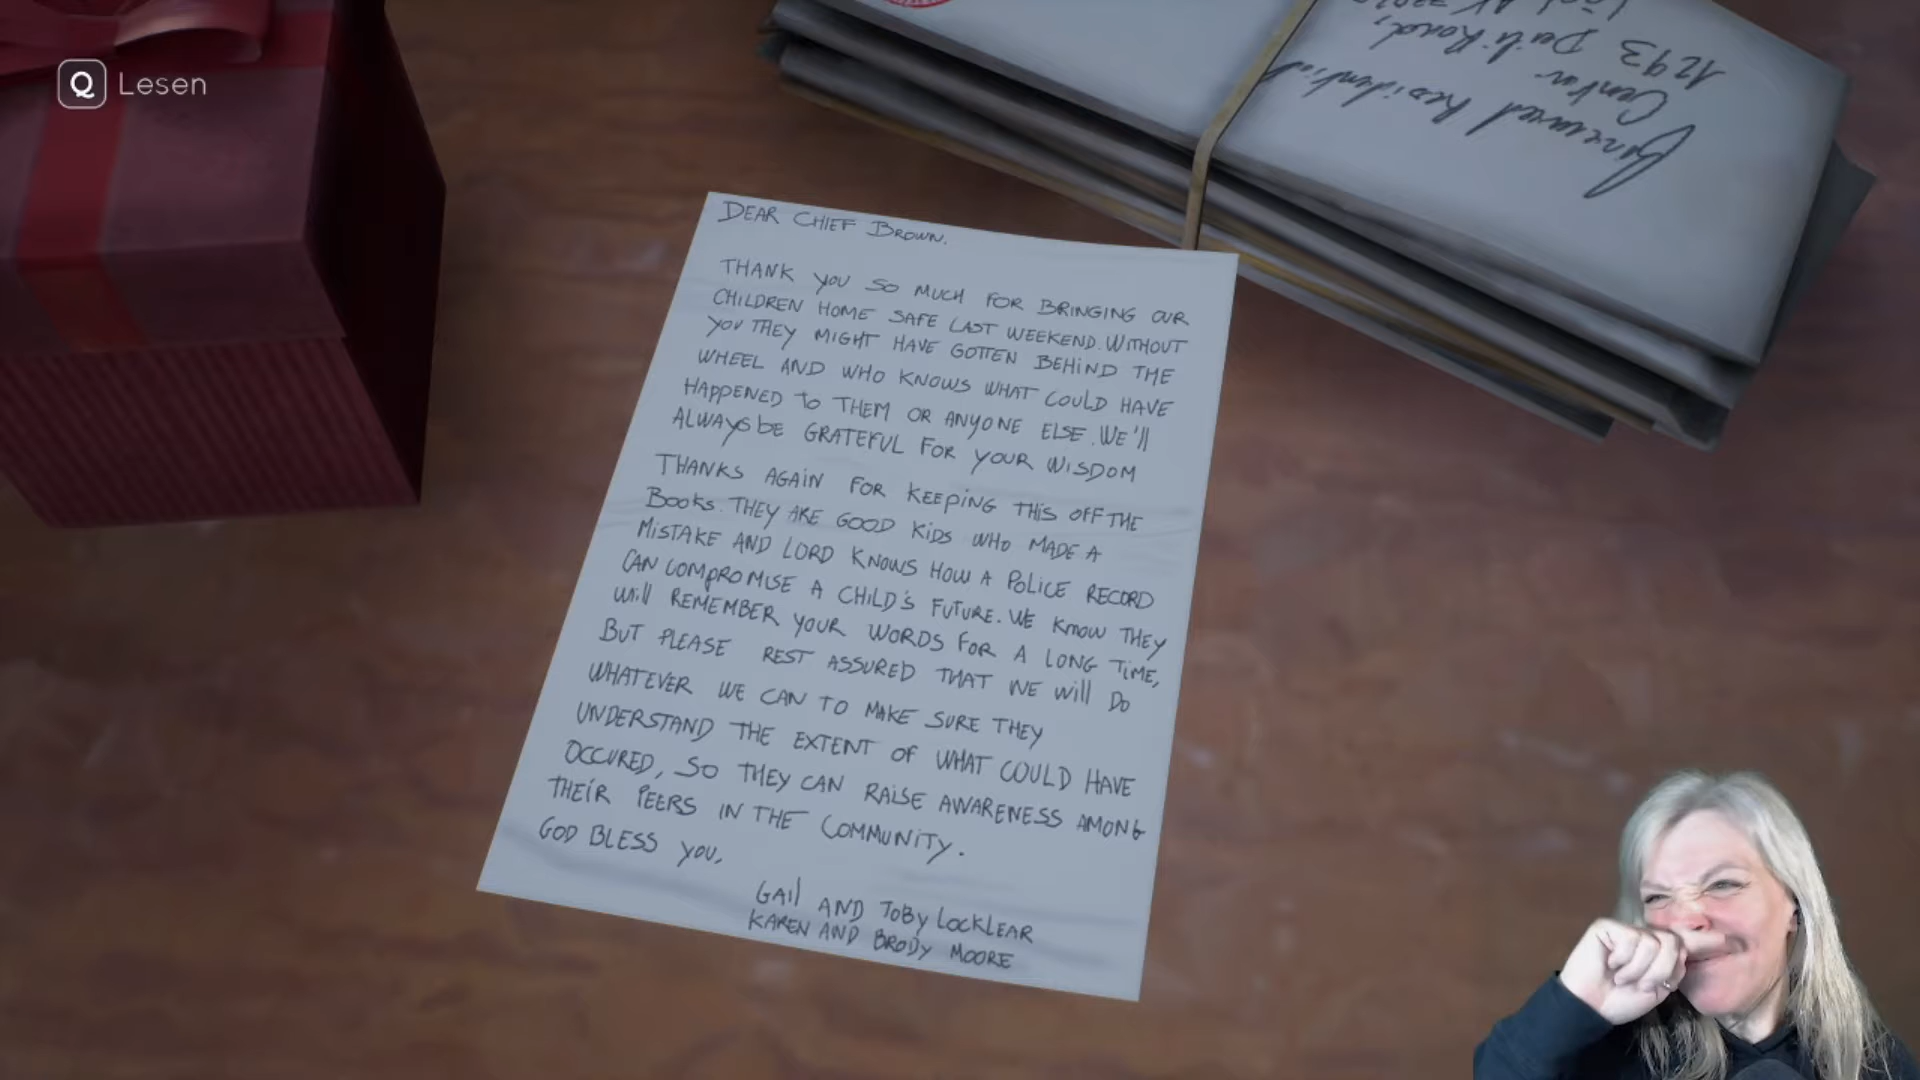 Q Lesen
1293 Devil Road,
Center
Residential
DEAR CHIEF BROWN.
THANK YOU SO MUCH FOR BRINGING OUR
CHILDREN HOME SAFE LAST WEEKEND. WITHOUT
YOU THEY MIGHT HAVE GOTTEN BEHIND THE
WHEEL AND WHO KNOWS WHAT COULD HAVE
HAPPENED to THEM OR ANYONE ELSE. WE'll
ALWAYS bE GRATEFUL FOR YOUR WISDOM
THANKS AGAIN FOR KEEPING THIS OFF THE
BOOKS. THEY ARE GOOD KIDS WHO MADE A
MISTAKE AND LORD KNOWS HOW A POLICE RECORD
CAN COMPROMISE A CHILD'S FUTURE. WE KNOW THEY
will REMEMBER YOUR WORDS FOR A LONG TIME,
BUT PLEASE REST ASSURED THAT WE will DO
WHATEVER WE CAN TO MAKE SURE THEY
UNDERSTAND THE EXTENT OF WHAT COULD HAVE
OCCURED, SO THEY CAN RAISE AWARENESS AMONG
THEIR PEERS IN THE COMMUNITY.
GOD BLESS YOU,
GAil AND TOBY LOCKLEAR
KAREN AND BRODY MOORE